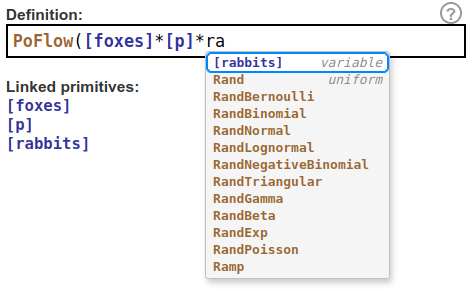 Definition:
?
PoFlow([foxes]*[p]*ra
[rabbits] variable
Rand uniform
RandBernoulli
RandBinomial
RandNormal
RandLognormal
RandNegativeBinomial
RandTriangular
RandGamma
RandBeta
RandExp
RandPoisson
Ramp
Linked primitives:
[foxes]
[p]
[rabbits]